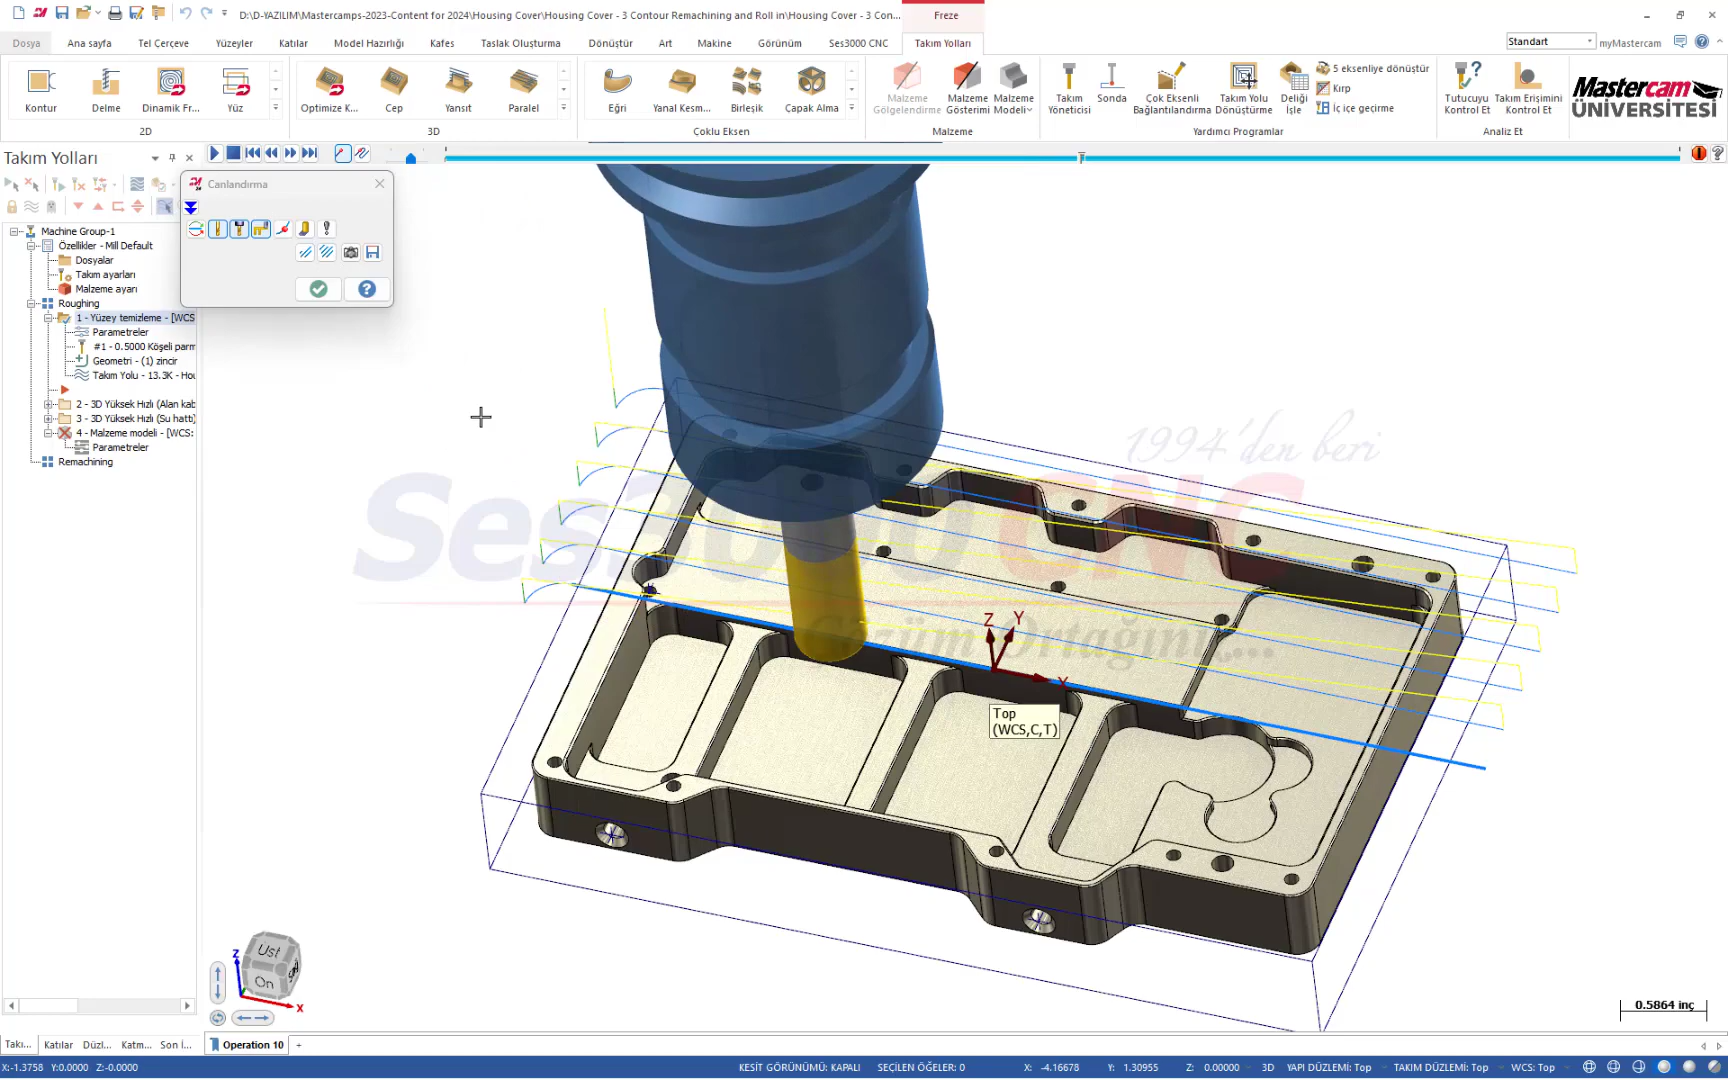 D:\D-YAZILIM\Mastercamps-2023-Content for 2024\Housing Cover\Housing Cover - 3 Contour Remachining and Roll in\Housing Cover - 3 Con...
Freze
Dosya
Ana sayfa
Tel Çerçeve
Yüzeyler
Katılar
Model Hazırlığı
Kafes
Taslak Oluşturma
Dönüştür
Art
Makine
Görünüm
Ses3000 CNC
Takım Yolları
Standart
myMastercam
Kontur
Delme
Dinamik Fr...
Yüz
Optimize K...
Cep
Yansıt
Paralel
Eğri
Yanal Kesm...
Birleşik
Çapak Alma
Malzeme Gölgelendirme
Malzeme Gösterimi
Malzeme Modeli
Takım Yöneticisi
Sonda
Çok Eksenli Bağlantılandırma
Takım Yolu Dönüştürme
Deliği İşle
5 eksenliye dönüştür
Kırp
İç içe geçirme
Tutucuyu Kontrol Et
Takım Erişimini Kontrol Et
Mastercam
ÜNİVERSİTESİ
2D
3D
Çoklu Eksen
Malzeme
Yardımcı Programlar
Analiz Et
Takım Yolları
Canlandırma
Machine Group-1
Özellikler - Mill Default
Dosyalar
Takım ayarları
Malzeme ayarı
Roughing
1 - Yüzey temizleme - [WCS
Parametreler
#1 - 0.5000 Köşeli parm
Geometri - (1) zincir
Takım Yolu - 13.3K - Hou
2 - 3D Yüksek Hızlı (Alan kab
3 - 3D Yüksek Hızlı (Su hattı)
4 - Malzeme modeli - [WCS:
Parametreler
Remachining
1994'den beri
Ses3000 CNC
Çözüm Ortağınız...
Z
Y
X
Top
(WCS,C,T)
Üst
Ön
Z
X
0.5864 inç
Takı...
Katılar
Düzl...
Katm...
Son i...
Operation 10
+
X:-1.3758 Y:0.0000 Z:-0.0000
KESİT GÖRÜNÜMÜ: KAPALI
SEÇİLEN ÖĞELER: 0
X: -4.16678
Y: 1.30955
Z: 0.00000
3D
YAPI DÜZLEMİ: Top
TAKIM DÜZLEMİ: Top
WCS: Top